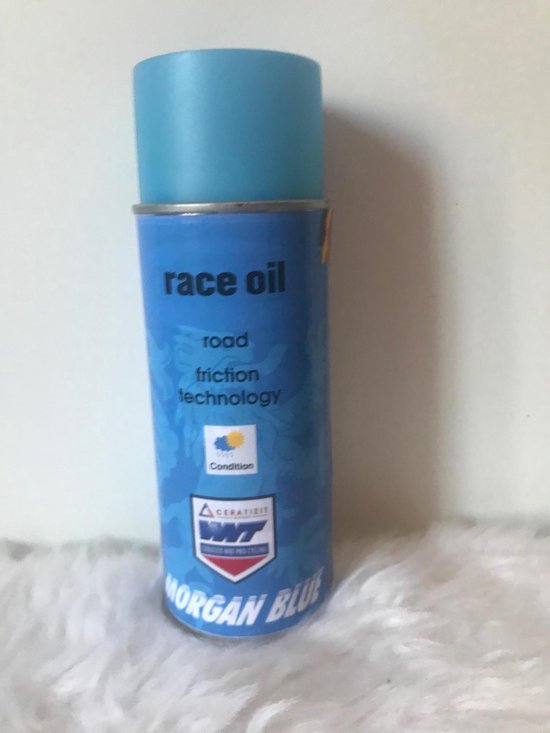 race oil
road
friction
technology
Condition
CERATIZIT
WNT
MORGAN BLUE